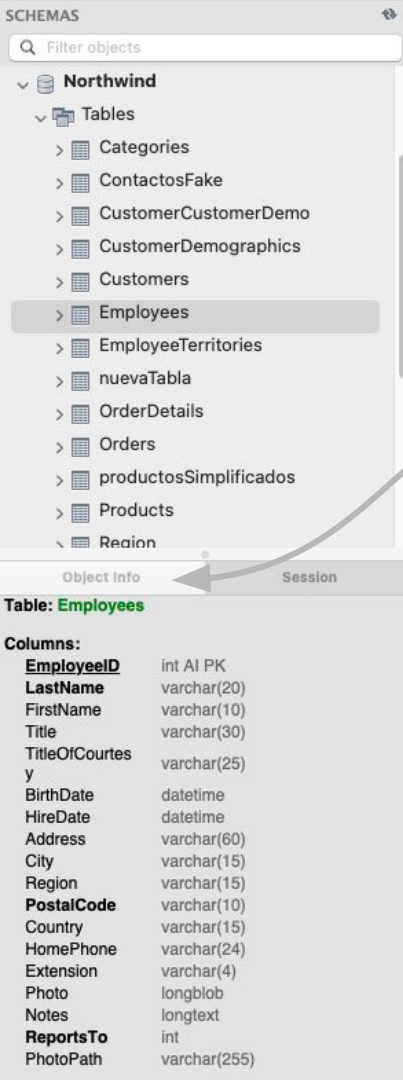 SCHEMAS
Filter objects
Northwind
Tables
Categories
ContactosFake
CustomerCustomerDemo
CustomerDemographics
Customers
Employees
EmployeeTerritories
nuevaTabla
OrderDetails
Orders
productosSimplificados
Products
Region
Object Info Session
Table: Employees
Columns:
EmployeeID int AI PK
LastName varchar(20)
FirstName varchar(10)
Title varchar(30)
TitleOfCourtes
y varchar(25)
BirthDate datetime
HireDate datetime
Address varchar(60)
City varchar(15)
Region varchar(15)
PostalCode varchar(10)
Country varchar(15)
HomePhone varchar(24)
Extension varchar(4)
Photo longblob
Notes longtext
ReportsTo int
PhotoPath varchar(255)